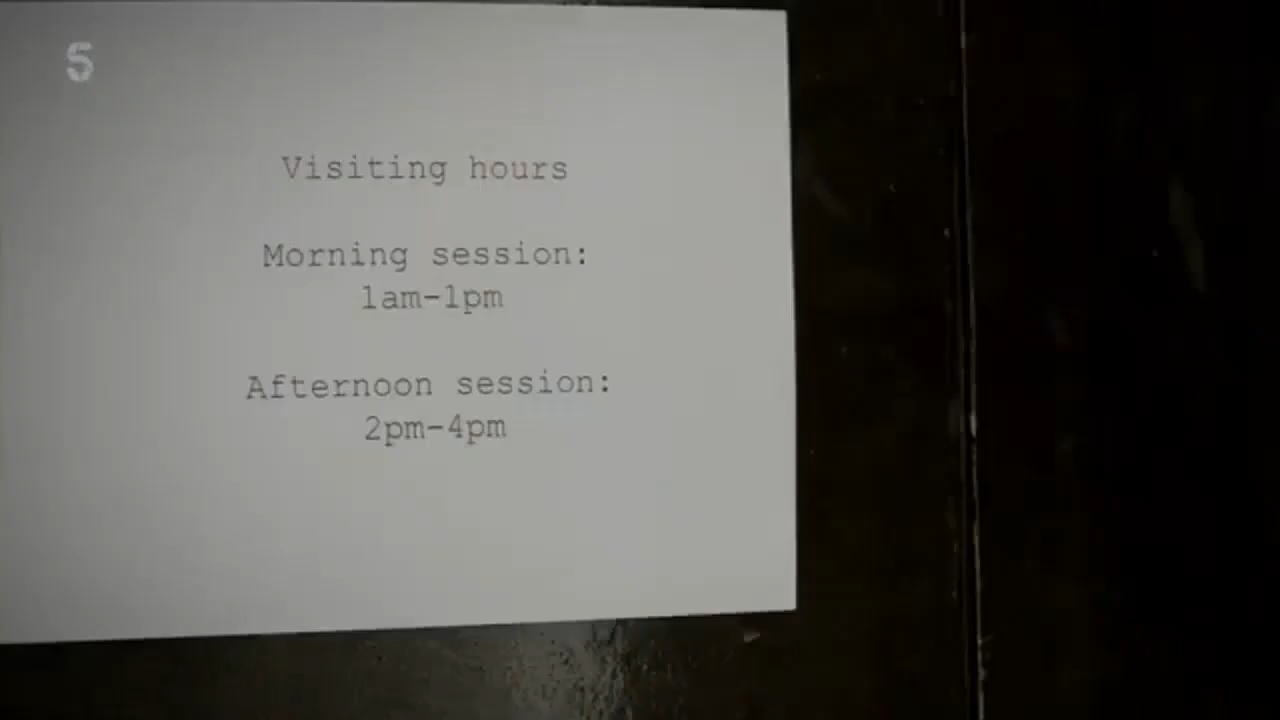 5
Visiting hours
Morning session:
1am-1pm
Afternoon session:
2pm-4pm